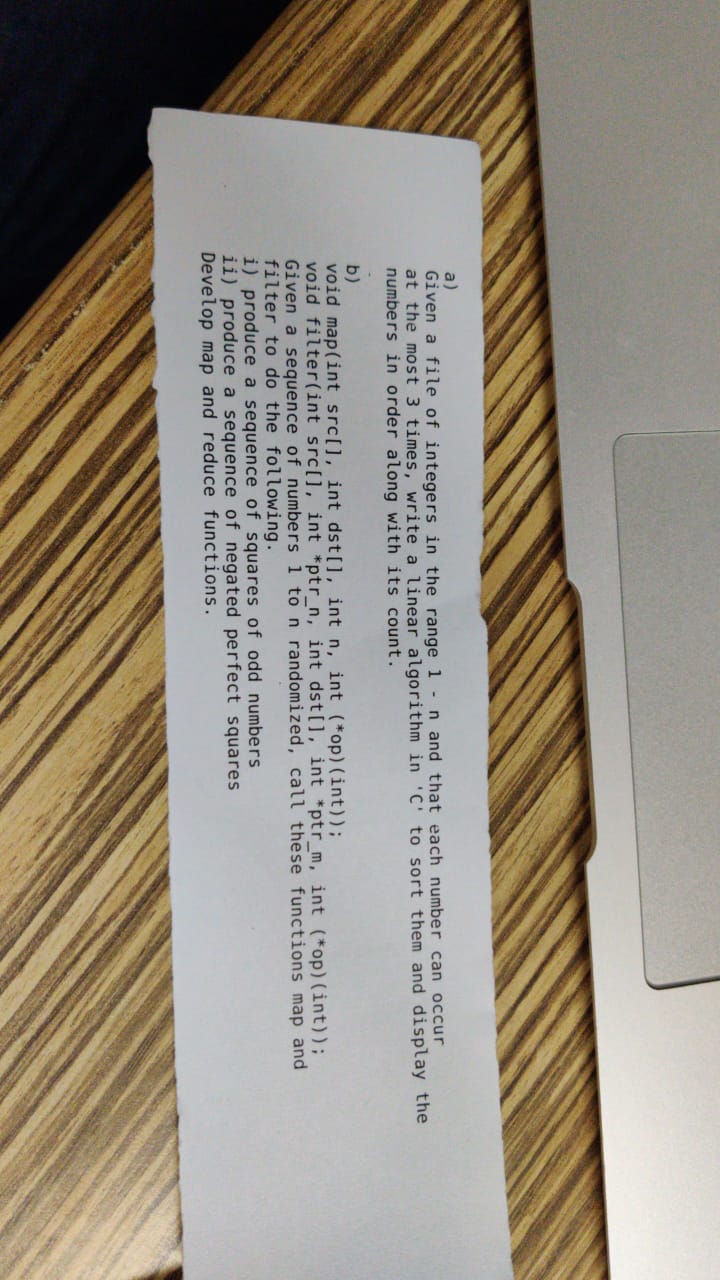 a)
Given a file of integers in the range 1 - n and that each number can occur
at the most 3 times, write a linear algorithm in 'C' to sort them and display the
numbers in order along with its count.
b)
void map(int src[], int dst[], int n, int (*op)(int));
void filter(int src[], int *ptr_n, int dst[], int *ptr_m, int (*op)(int));
Given a sequence of numbers 1 to n randomized, call these functions map and
filter to do the following.
i) produce a sequence of squares of odd numbers
ii) produce a sequence of negated perfect squares
Develop map and reduce functions.